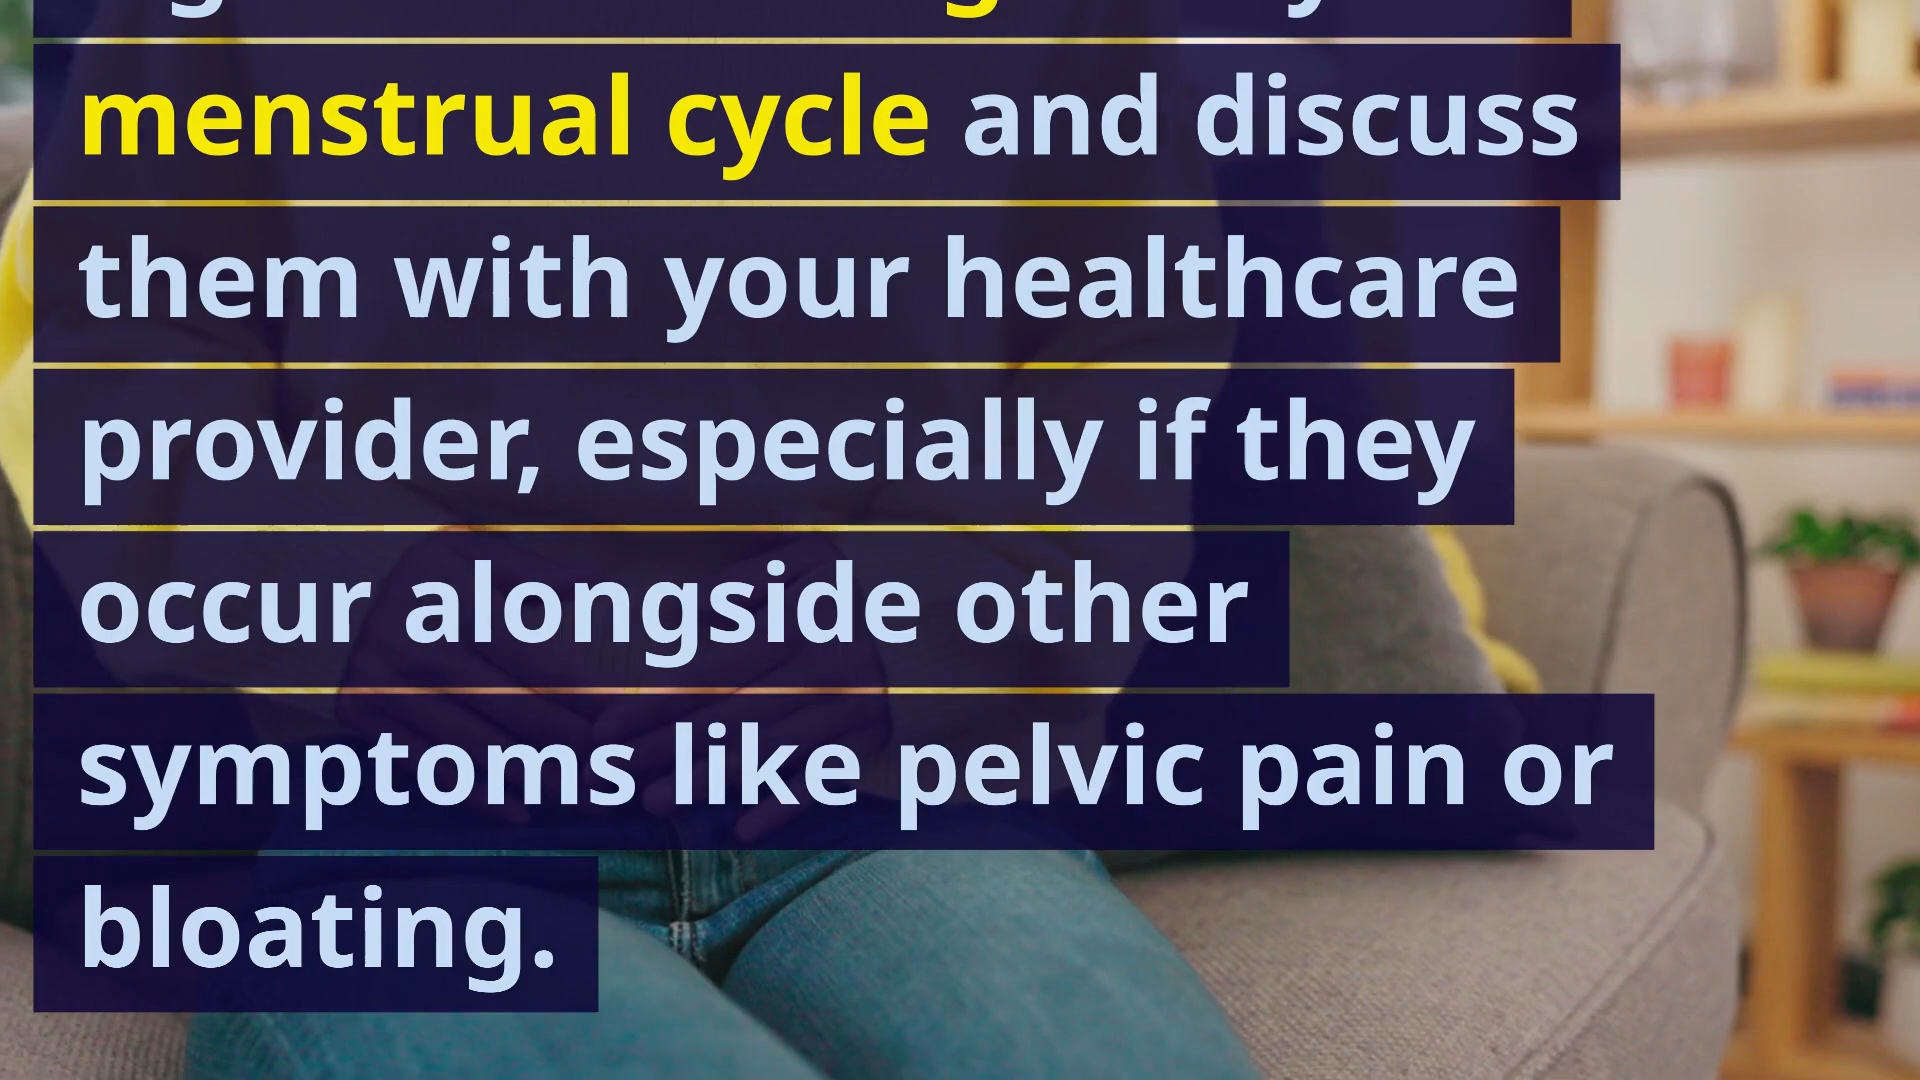 menstrual cycle and discuss
them with your healthcare
provider, especially if they
occur alongside other
symptoms like pelvic pain or
bloating.